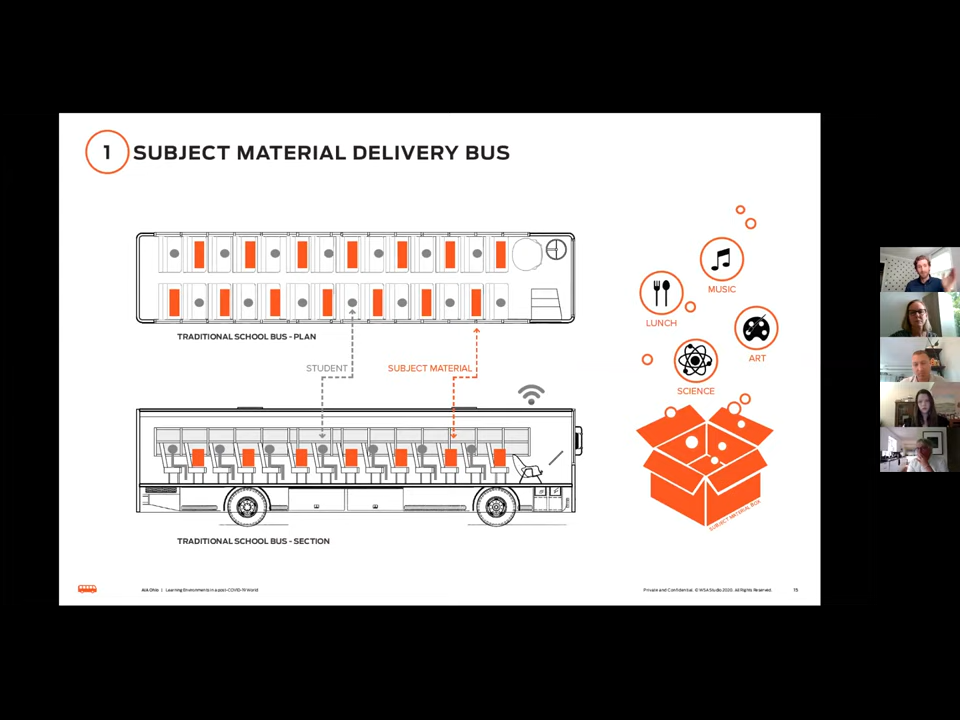 1
SUBJECT MATERIAL DELIVERY BUS
MUSIC
LUNCH
ART
SCIENCE
TRADITIONAL SCHOOL BUS - PLAN
STUDENT
SUBJECT MATERIAL
SUBJECT MATERIAL BOX
TRADITIONAL SCHOOL BUS - SECTION
AIA Ohio | Learning Environments in a post-COVID-19 World
Private and Confidential. © WSA Studio 2020. All Rights Reserved.